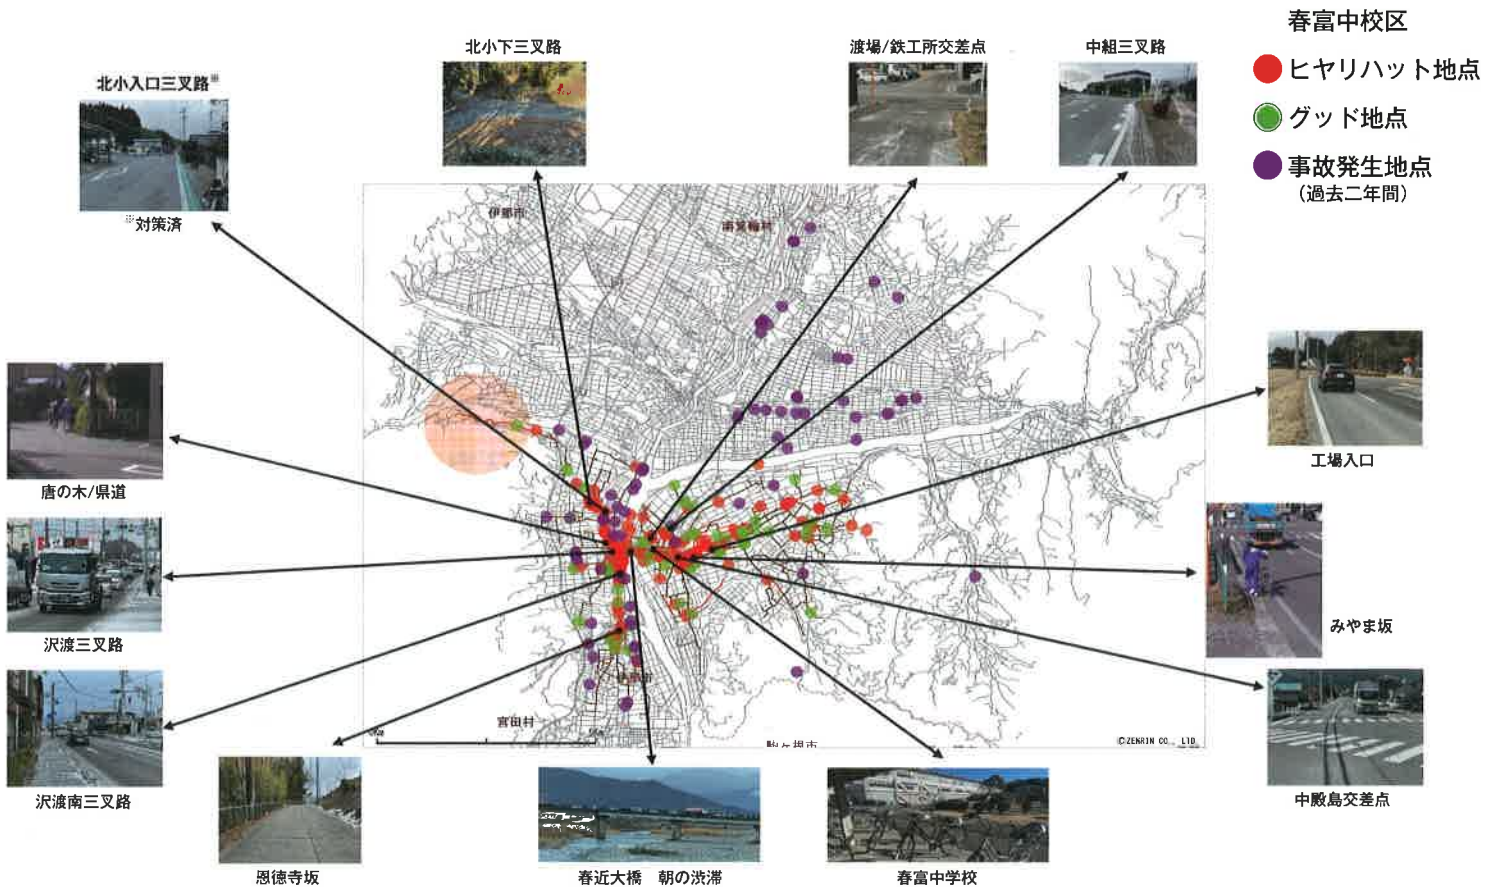 春富中校区
ヒヤリハット地点
グッド地点
事故発生地点
(過去二年間)
北小下三叉路
渡場/鉄工所交差点
中組三叉路
北小入口三叉路※
※対策済
伊那市
南箕輪村
唐の木/県道
工場入口
沢渡三叉路
みやま坂
伊那市
宮田村
駒ヶ根市
©ZENRIN CO., LTD.
沢渡南三叉路
中殿島交差点
恩徳寺坂
春近大橋　朝の渋滞
春富中学校